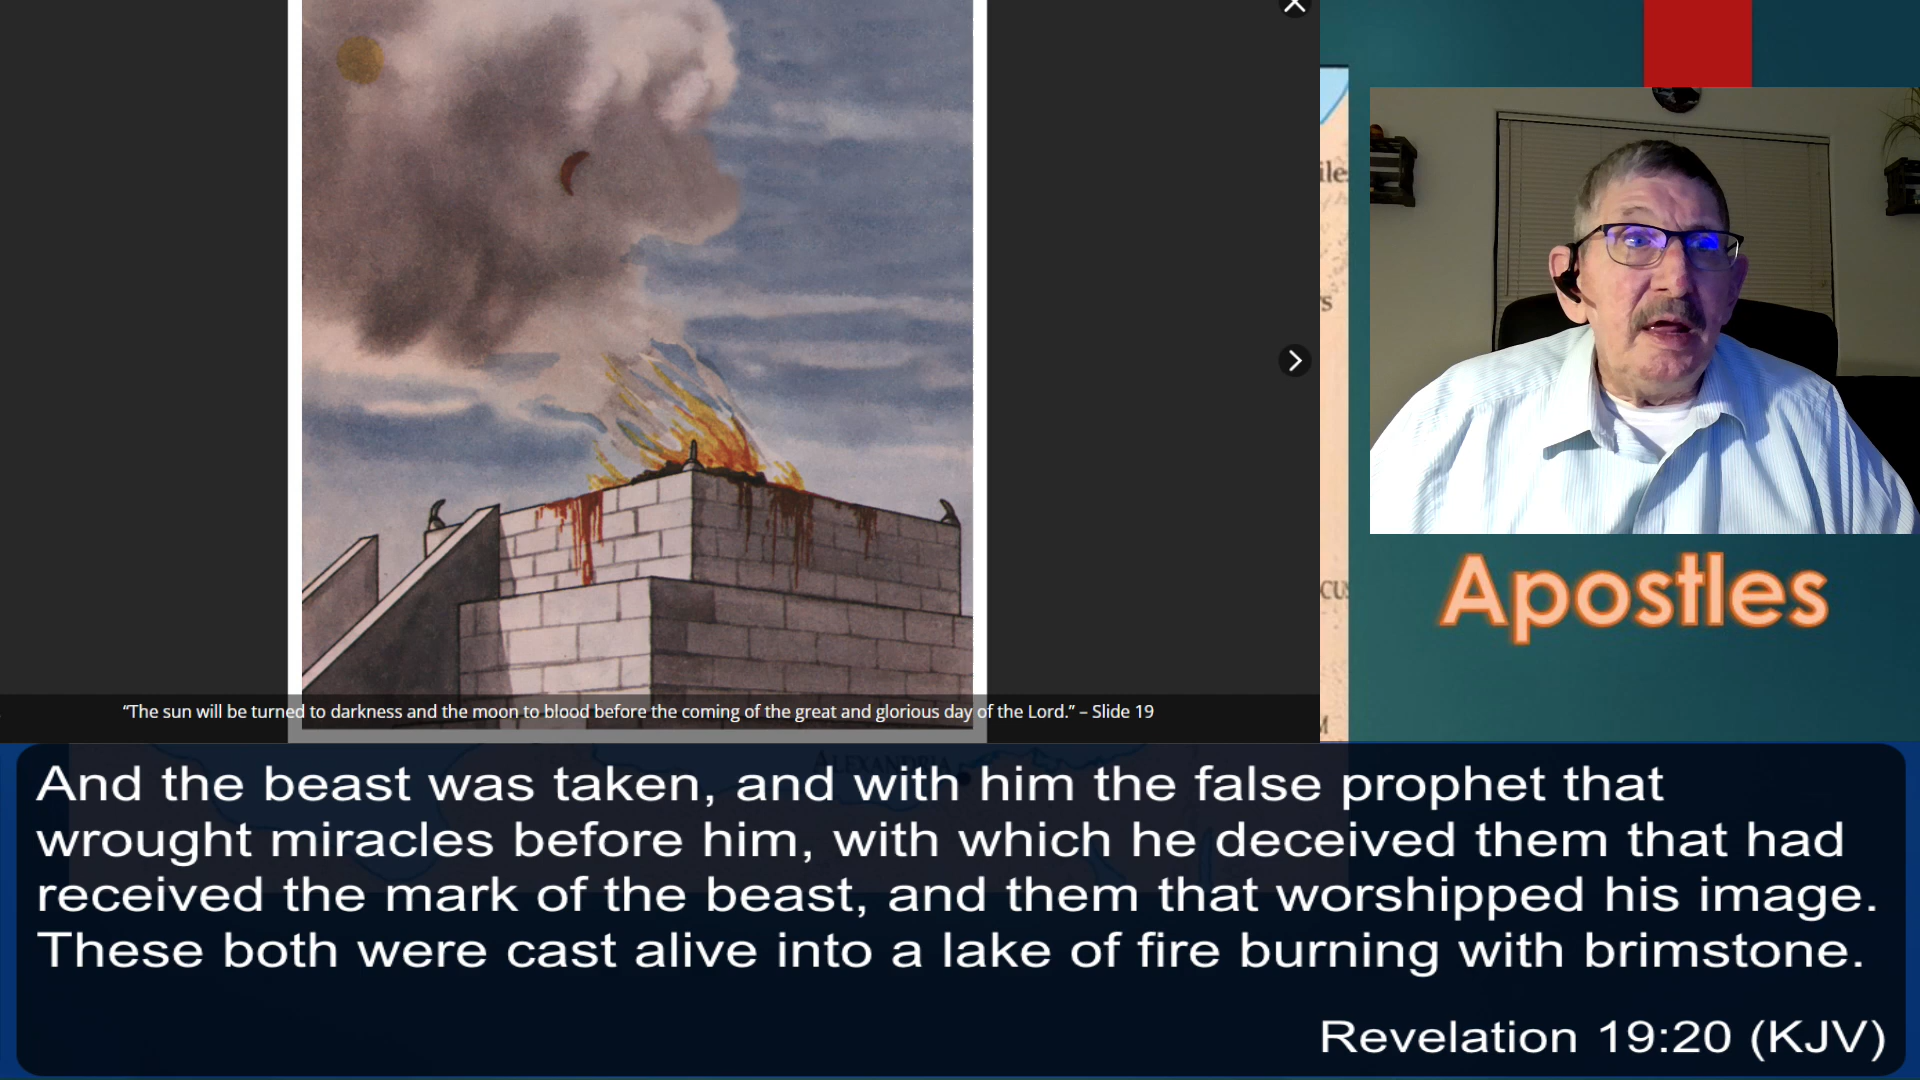 “The sun will be turned to darkness and the moon to blood before the coming of the great and glorious day of the Lord.” – Slide 19
Apostles
ALEXANDRIA
And the beast was taken, and with him the false prophet that
wrought miracles before him, with which he deceived them that had
received the mark of the beast, and them that worshipped his image.
These both were cast alive into a lake of fire burning with brimstone.
Revelation 19:20 (KJV)